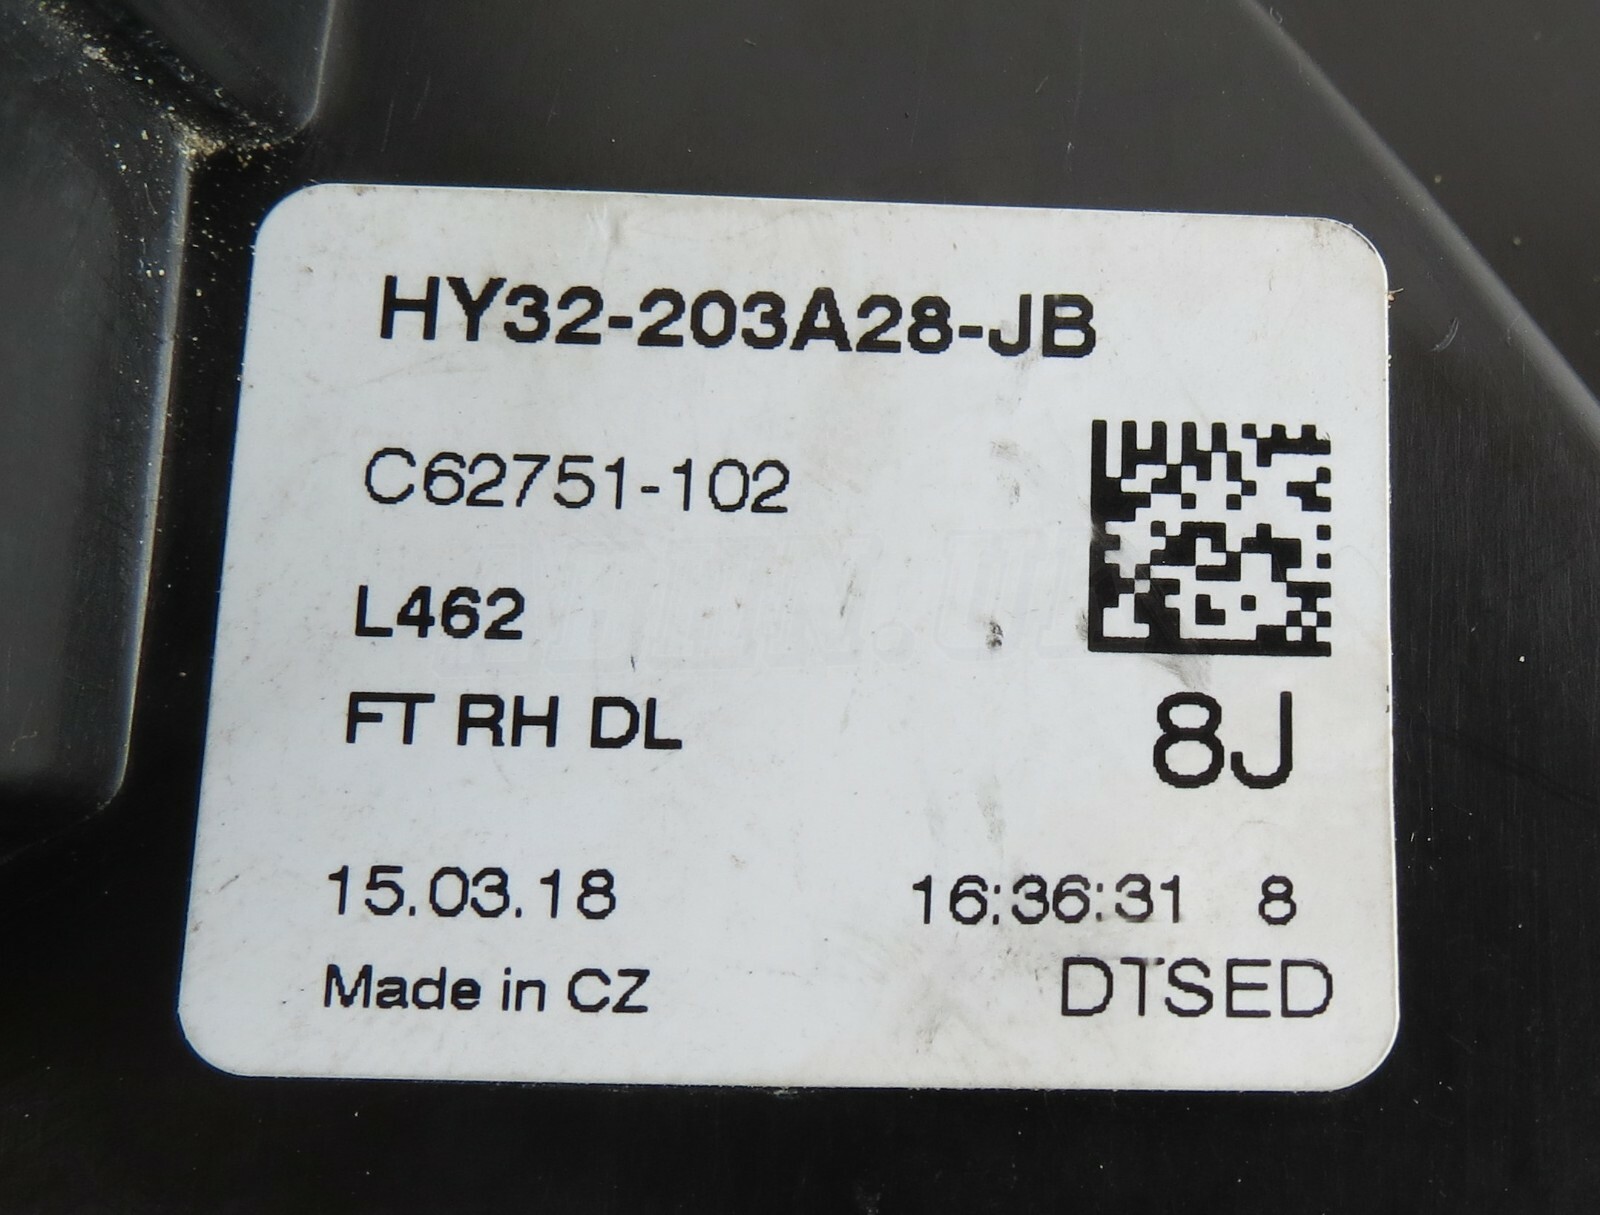 HY32-203A28-JB
C62751-102
L462
FT RH DL
8J
15.03.18 16:36:31 8
Made in CZ DTSED